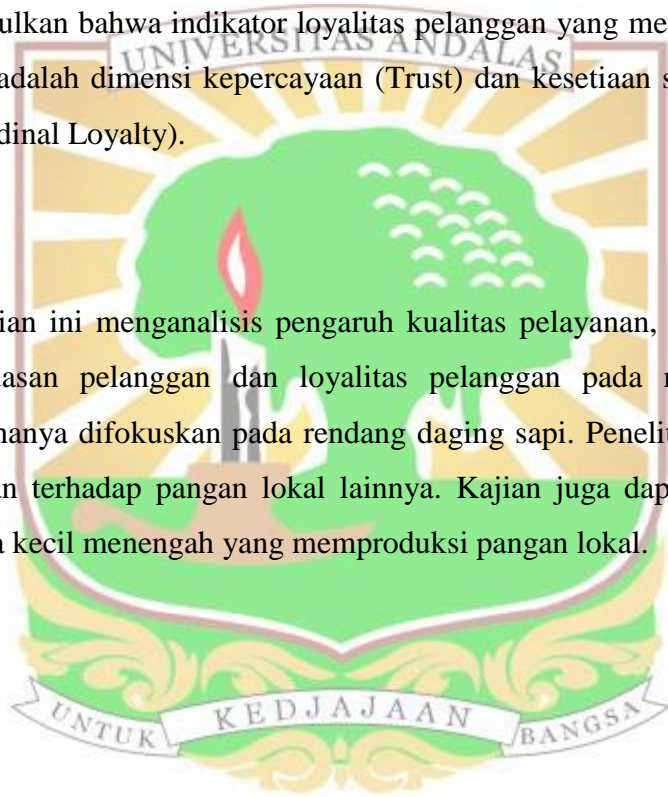 ulkan bahwa indikator loyalitas pelanggan yang me
UNIVERSITAS ANDALAS
adalah dimensi kepercayaan (Trust) dan kesetiaan s
dinal Loyalty).
ian ini menganalisis pengaruh kualitas pelayanan,
asan pelanggan dan loyalitas pelanggan pada
hanya difokuskan pada rendang daging sapi. Penelit
an terhadap pangan lokal lainnya. Kajian juga dap
a kecil menengah yang memproduksi pangan lokal.
UNTUK KEDJAJAAN BANGSA